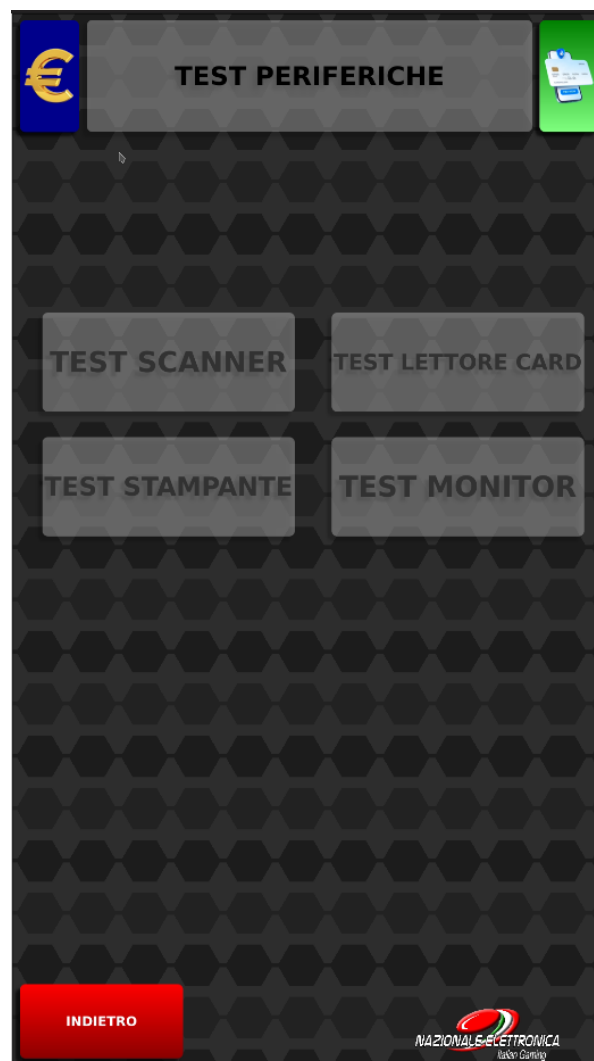 €
TEST PERIFERICHE
TEST SCANNER
TEST LETTORE CARD
TEST STAMPANTE
TEST MONITOR
INDIETRO
NAZIONALE ELETTRONICA
Italian Gaming